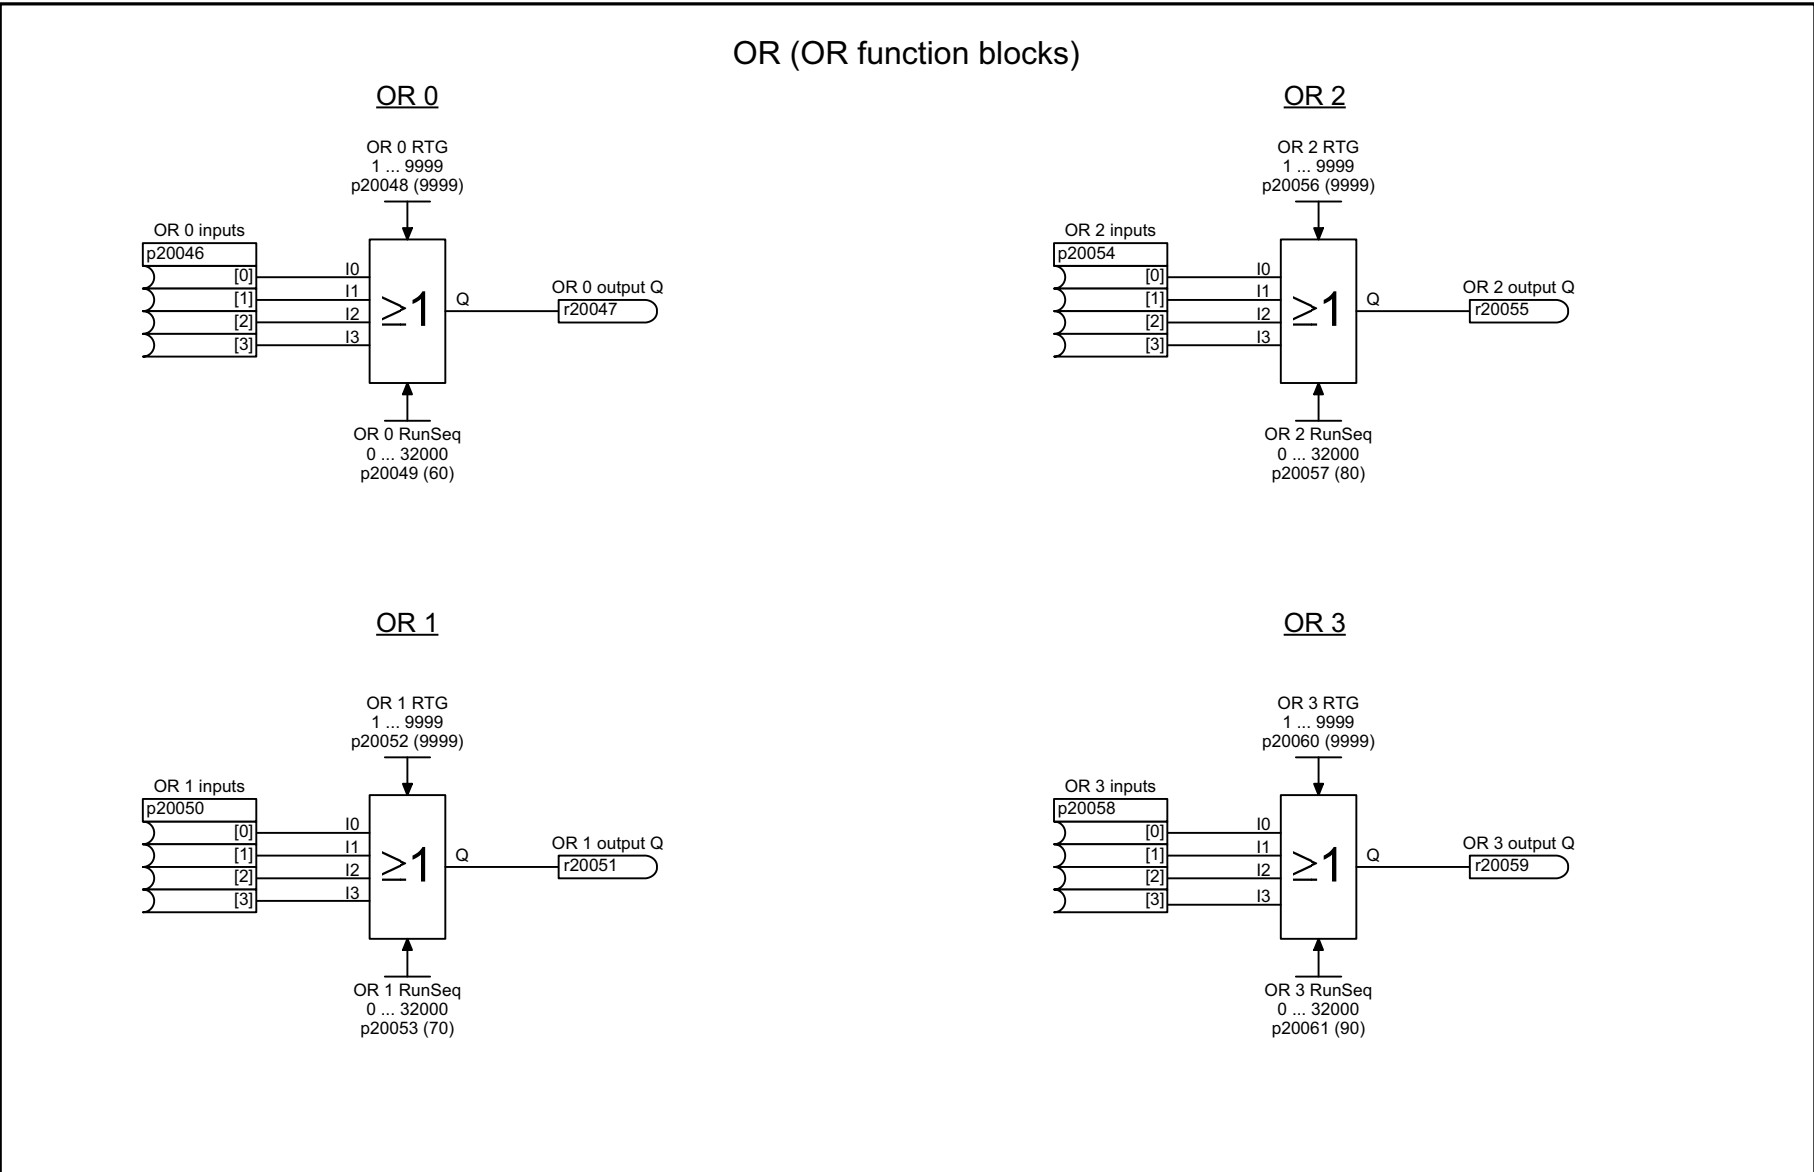 OR (OR function blocks)
OR 0
OR 0 RTG
1 ... 9999
p20048 (9999)
OR 0 inputs
p20046
[0]
[1]
[2]
[3]
I0
I1
I2
I3
≥1
Q
OR 0 output Q
r20047
OR 0 RunSeq
0 ... 32000
p20049 (60)
OR 2
OR 2 RTG
1 ... 9999
p20056 (9999)
OR 2 inputs
p20054
[0]
[1]
[2]
[3]
I0
I1
I2
I3
≥1
Q
OR 2 output Q
r20055
OR 2 RunSeq
0 ... 32000
p20057 (80)
OR 1
OR 1 RTG
1 ... 9999
p20052 (9999)
OR 1 inputs
p20050
[0]
[1]
[2]
[3]
I0
I1
I2
I3
≥1
Q
OR 1 output Q
r20051
OR 1 RunSeq
0 ... 32000
p20053 (70)
OR 3
OR 3 RTG
1 ... 9999
p20060 (9999)
OR 3 inputs
p20058
[0]
[1]
[2]
[3]
I0
I1
I2
I3
≥1
Q
OR 3 output Q
r20059
OR 3 RunSeq
0 ... 32000
p20061 (90)